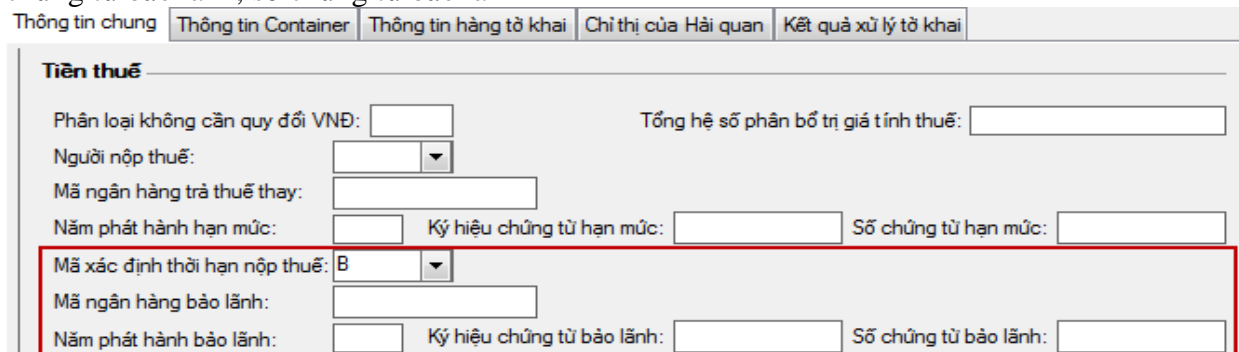 Thông tin chung Thông tin Container Thông tin hàng tờ khai Chỉ thị của Hải quan Kết quả xử lý tờ khai
Tiền thuế
Phân loại không cần quy đổi VNĐ: Tổng hệ số phân bổ trị giá tính thuế:
Người nộp thuế:
Mã ngân hàng trả thuế thay:
Năm phát hành hạn mức: Ký hiệu chứng từ hạn mức: Số chứng từ hạn mức:
Mã xác định thời hạn nộp thuế: B
Mã ngân hàng bảo lãnh:
Năm phát hành bảo lãnh: Ký hiệu chứng từ bảo lãnh: Số chứng từ bảo lãnh: